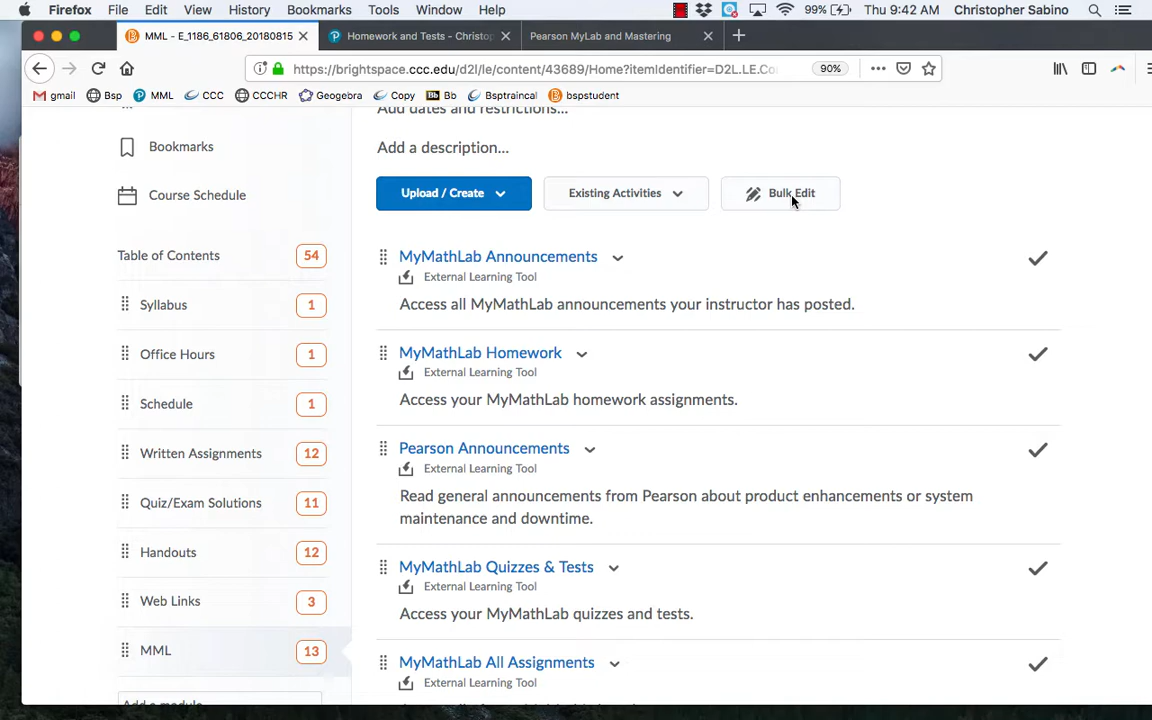 Firefox File Edit View History Bookmarks Tools Window Help 99% Thu 9:42 AM Christopher Sabino
MML - E_1186_61806_20180815 Homework and Tests - Christop Pearson MyLab and Mastering
https://brightspace.ccc.edu/d2l/le/content/43689/Home?itemIdentifier=D2L.LE.Co 90%
gmail Bsp MML CCC CCCHR Geogebra Copy Bb Bsptraincal bspstudent
Add dates and restrictions...
Bookmarks
Add a description...
Course Schedule
Upload / Create Existing Activities Bulk Edit
Table of Contents 54
Syllabus 1
Office Hours 1
Schedule 1
Written Assignments 12
Quiz/Exam Solutions 11
Handouts 12
Web Links 3
MML 13
Add a module...
MyMathLab Announcements
External Learning Tool
Access all MyMathLab announcements your instructor has posted.
MyMathLab Homework
External Learning Tool
Access your MyMathLab homework assignments.
Pearson Announcements
External Learning Tool
Read general announcements from Pearson about product enhancements or system
maintenance and downtime.
MyMathLab Quizzes & Tests
External Learning Tool
Access your MyMathLab quizzes and tests.
MyMathLab All Assignments
External Learning Tool